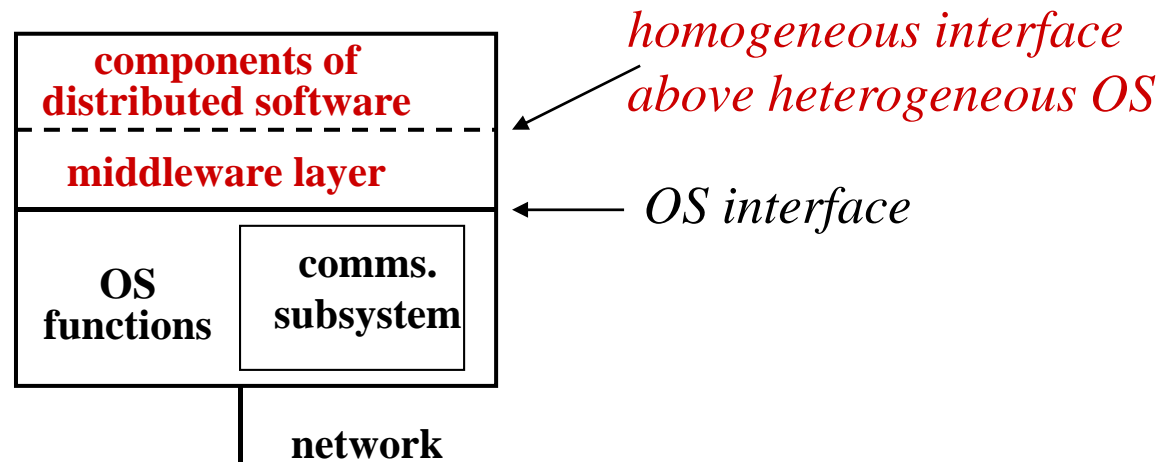 components of
distributed software
middleware layer
OS
functions
comms.
subsystem
network
homogeneous interface
above heterogeneous OS
OS interface